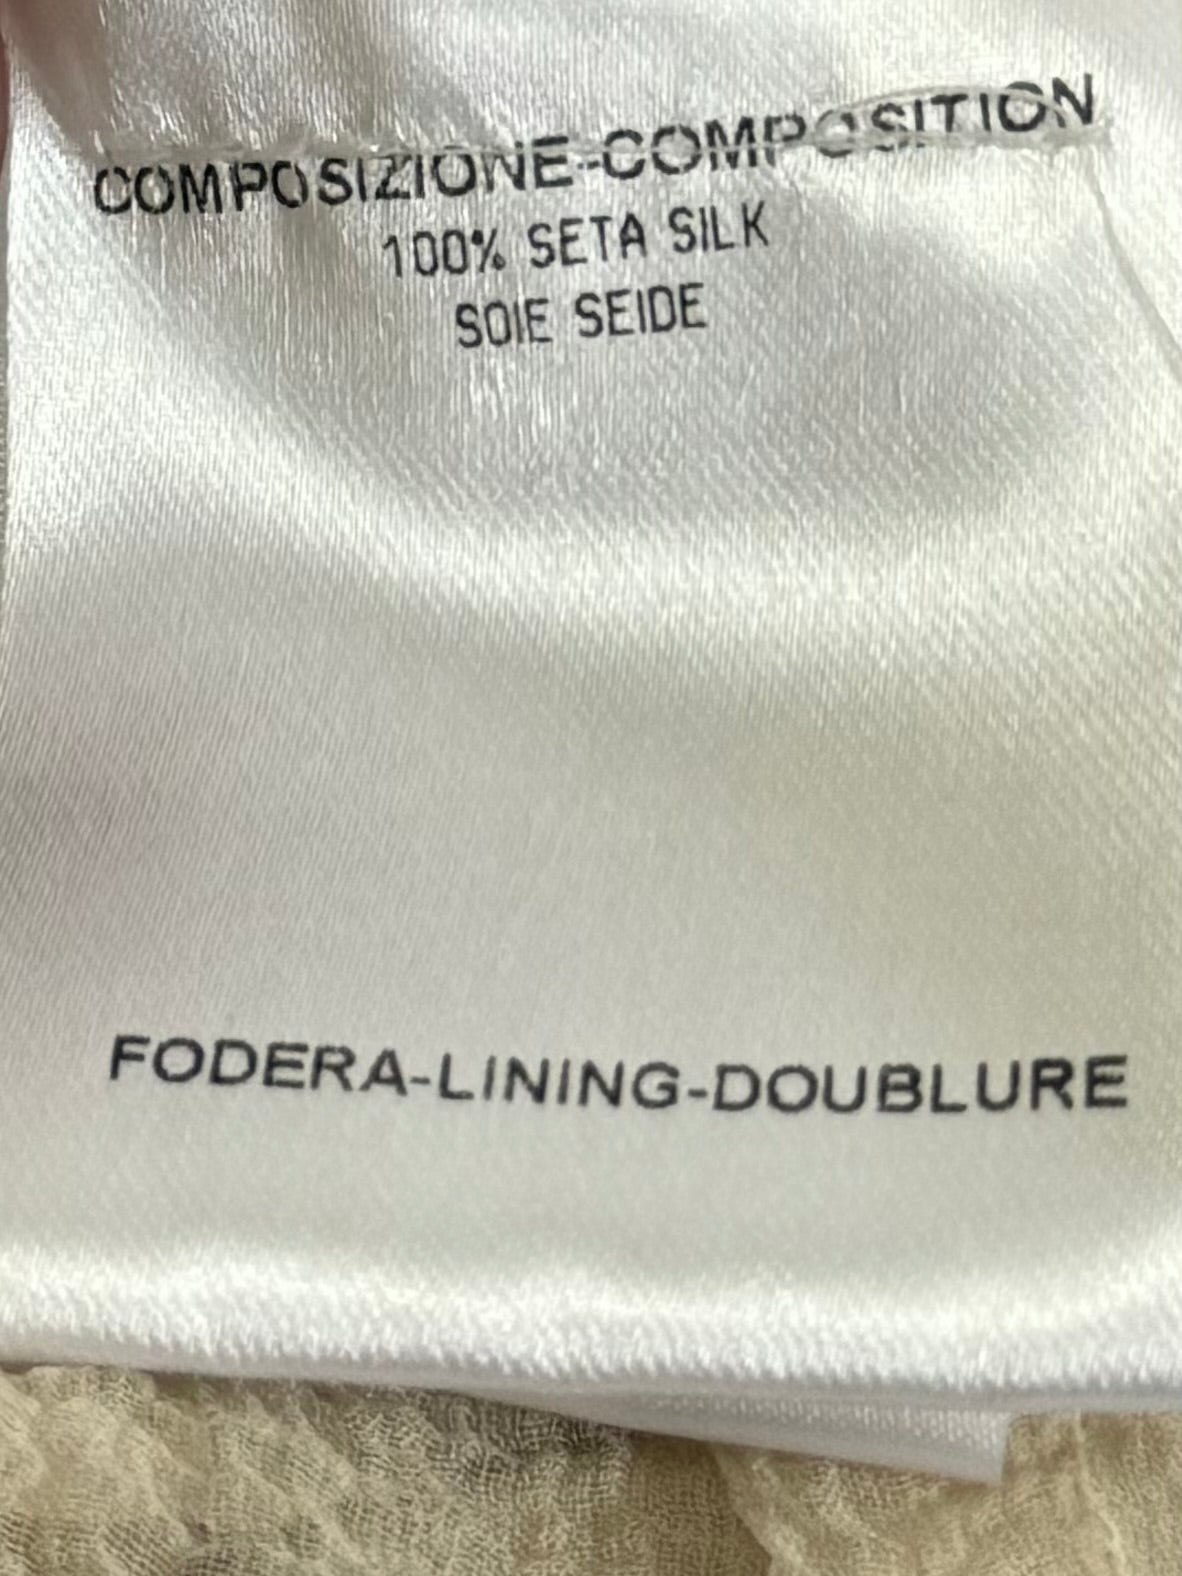 COMPOSIZIONE-COMPOSITION
100% SETA SILK
SOIE SEIDE
FODERA-LINING-DOUBLURE